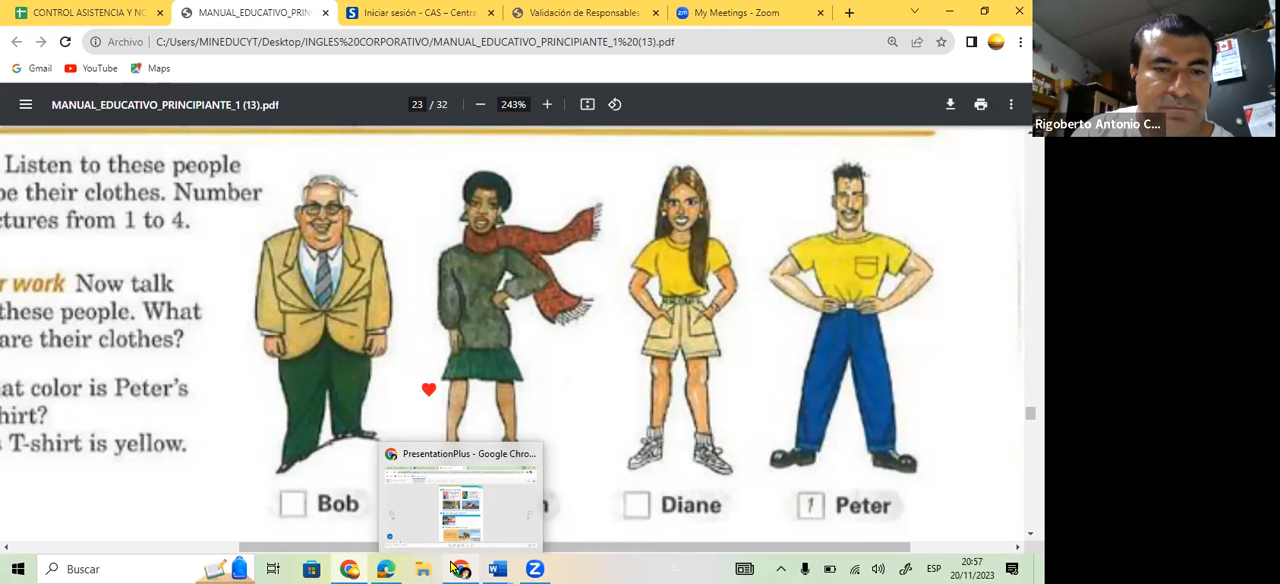 CONTROL ASISTENCIA Y NO
MANUAL_EDUCATIVO_PRIN
Iniciar sesión - CAS – Centra
Validación de Responsables
My Meetings - Zoom
Archivo
C:/Users/MINEDUCYT/Desktop/INGLES%20CORPORATIVO/MANUAL_EDUCATIVO_PRINCIPIANTE_1%20(13).pdf
Gmail
YouTube
Maps
MANUAL_EDUCATIVO_PRINCIPIANTE_1 (13).pdf
23 / 32
243%
Rigoberto Antonio C...
Listen to these people
be their clothes. Number
ctures from 1 to 4.
r work Now talk
these people. What
are their clothes?
at color is Peter's
hirt?
s T-shirt is yellow.
PresentationPlus - Google Chro...
Bob
n
Diane
1 Peter
Buscar
ESP
20:57
20/11/2023